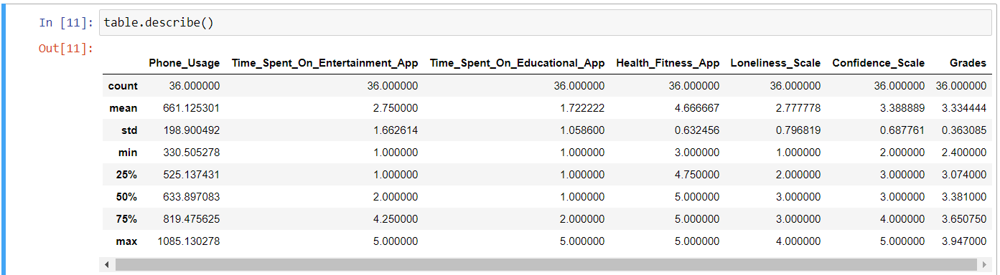 In [11]: table.describe()
Out[11]:
Phone_Usage Time_Spent_On_Entertainment_App Time_Spent_On_Educational_App Health_Fitness_App Loneliness_Scale Confidence_Scale Grades
count 36.000000 36.000000 36.000000 36.000000 36.000000 36.000000 36.000000
mean 661.125301 2.750000 1.722222 4.666667 2.777778 3.388889 3.334444
std 198.900492 1.662614 1.058600 0.632456 0.796819 0.687761 0.363085
min 330.505278 1.000000 1.000000 3.000000 1.000000 2.000000 2.400000
25% 525.137431 1.000000 1.000000 4.750000 2.000000 3.000000 3.074000
50% 633.897083 2.000000 1.000000 5.000000 3.000000 3.000000 3.381000
75% 819.475625 4.250000 2.000000 5.000000 3.000000 4.000000 3.650750
max 1085.130278 5.000000 5.000000 5.000000 4.000000 5.000000 3.947000